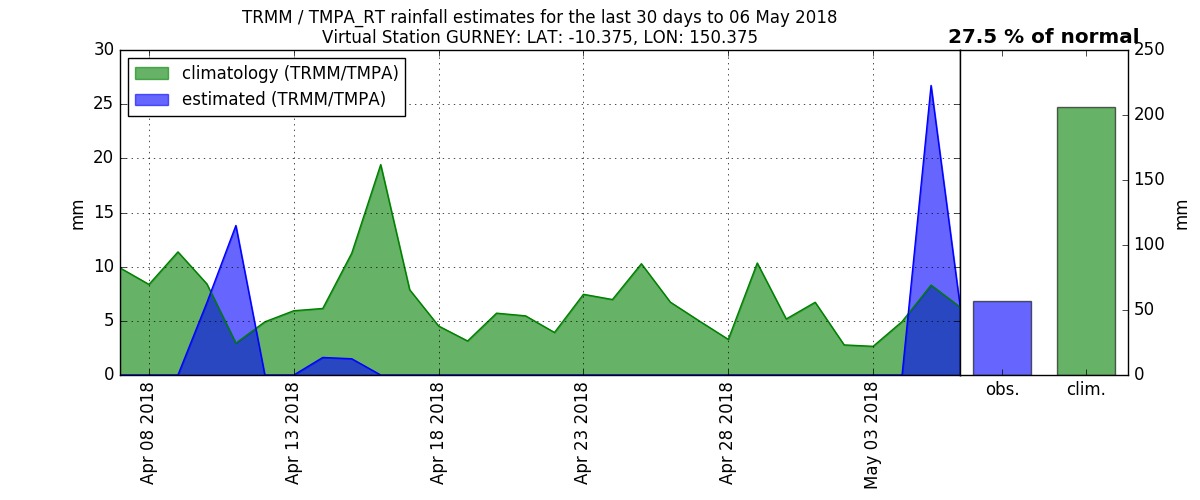 TRMM / TMPA_RT rainfall estimates for the last 30 days to 06 May 2018
Virtual Station GURNEY: LAT: -10.375, LON: 150.375
27.5 % of normal
climatology (TRMM/TMPA)
estimated (TRMM/TMPA)
30
25
20
15
10
5
0
mm
Apr 08 2018
Apr 13 2018
Apr 18 2018
Apr 23 2018
Apr 28 2018
May 03 2018
obs.
clim.
250
200
150
100
50
0
mm